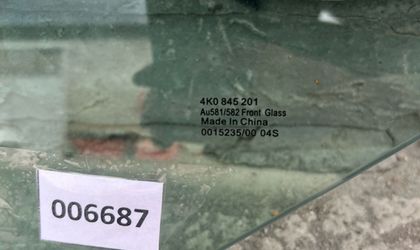 4K0 845 201
Au581/582 Front Glass
Made In China
0015235/00 04S
006687